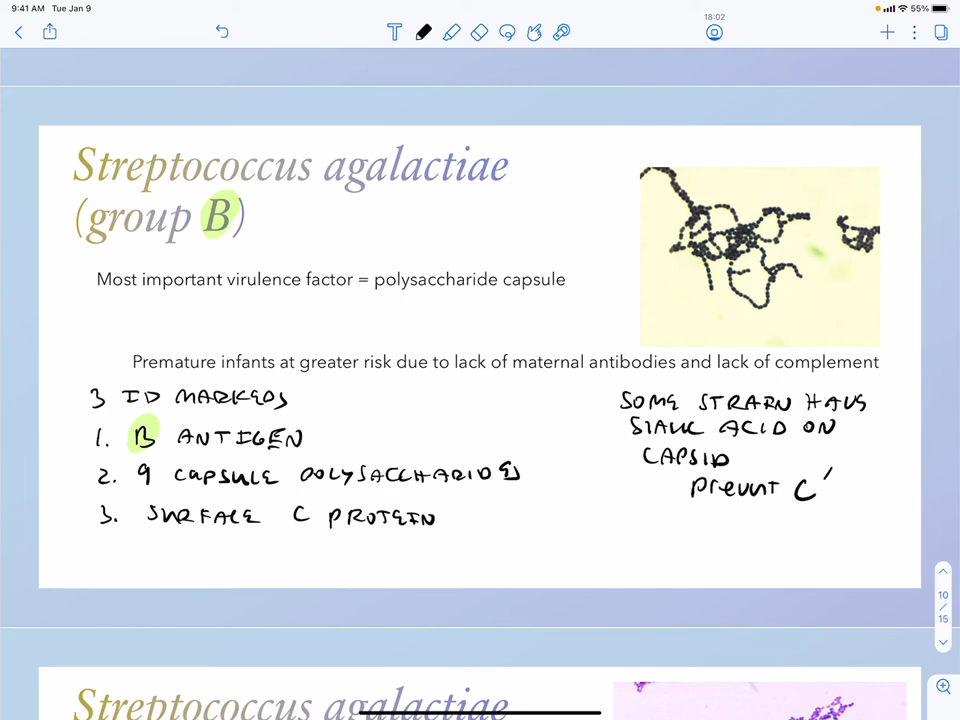 9:41 AM Tue Jan 9
55%
18:02
Streptococcus agalactiae
(group B)
Most important virulence factor = polysaccharide capsule
Premature infants at greater risk due to lack of maternal antibodies and lack of complement
3 ID MARKERS
1. B ANTIGEN
2. 9 CAPSULE POLYSACCHARIDES
3. SURFACE C PROTEIN
SOME STRAIN HAVE
SIALIC ACID ON
CAPSID
prevent C'
10
/
15
Streptococcus agalactiae